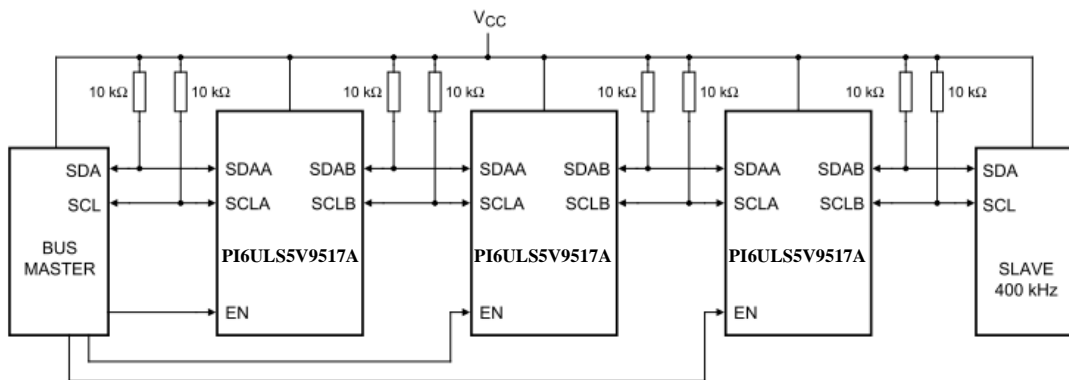 VCC
10 kΩ 10 kΩ 10 kΩ 10 kΩ 10 kΩ 10 kΩ 10 kΩ 10 kΩ
SDA SDAA SDAB SDAA SDAB SDAA SDAB SDA
SCL SCLA SCLB SCLA SCLB SCLA SCLB SCL
BUS
MASTER
PI6ULS5V9517A PI6ULS5V9517A PI6ULS5V9517A
SLAVE
400 kHz
EN EN EN